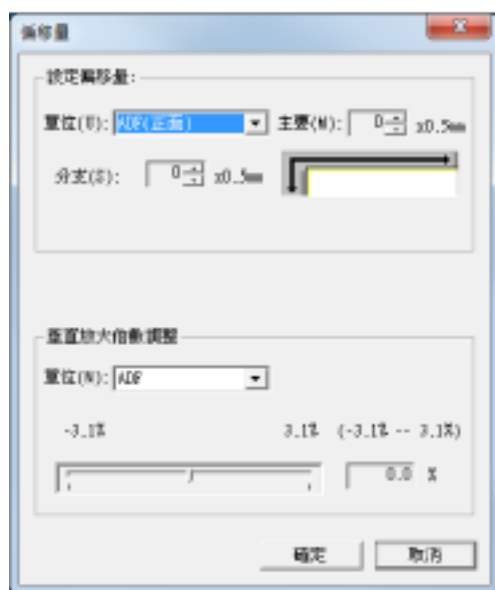 偏移量
設定偏移量:
單位(U): ADF(正面) 主要(M): 0 x0.5mm
分支(S): 0 x0.5mm
垂直放大倍數調整
單位(N): ADF
-3.1% 3.1% (-3.1% -- 3.1%)
0.0 %
確定 取消